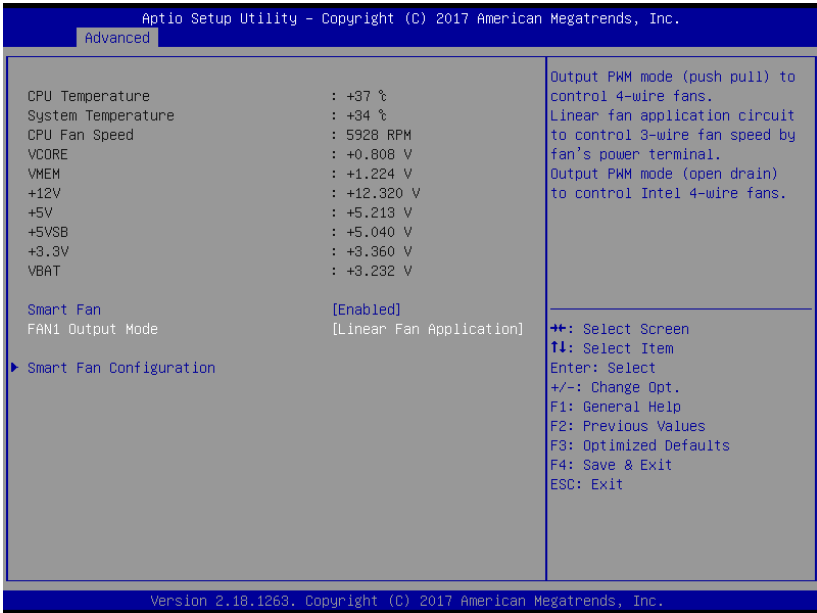 Aptio Setup Utility – Copyright (C) 2017 American Megatrends, Inc.
Advanced
CPU Temperature : +37 ℃
System Temperature : +34 ℃
CPU Fan Speed : 5928 RPM
VCORE : +0.808 V
VMEM : +1.224 V
+12V : +12.320 V
+5V : +5.213 V
+5VSB : +5.040 V
+3.3V : +3.360 V
VBAT : +3.232 V
Smart Fan [Enabled]
FAN1 Output Mode [Linear Fan Application]
Smart Fan Configuration
Output PWM mode (push pull) to
control 4-wire fans.
Linear fan application circuit
to control 3-wire fan speed by
fan's power terminal.
Output PWM mode (open drain)
to control Intel 4-wire fans.
→←: Select Screen
↑↓: Select Item
Enter: Select
+/-: Change Opt.
F1: General Help
F2: Previous Values
F3: Optimized Defaults
F4: Save & Exit
ESC: Exit
Version 2.18.1263. Copyright (C) 2017 American Megatrends, Inc.